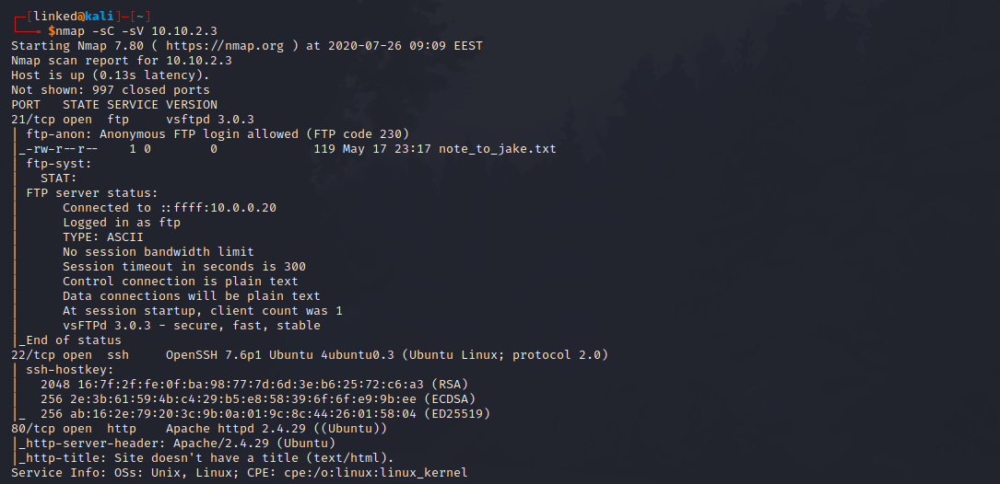 ┌─[linked@kali]─[~]
└──╼ $nmap -sC -sV 10.10.2.3
Starting Nmap 7.80 ( https://nmap.org ) at 2020-07-26 09:09 EEST
Nmap scan report for 10.10.2.3
Host is up (0.13s latency).
Not shown: 997 closed ports
PORT   STATE SERVICE VERSION
21/tcp open  ftp     vsftpd 3.0.3
| ftp-anon: Anonymous FTP login allowed (FTP code 230)
|_-rw-r--r--    1 0        0             119 May 17 23:17 note_to_jake.txt
| ftp-syst:
|   STAT:
| FTP server status:
|      Connected to ::ffff:10.0.0.20
|      Logged in as ftp
|      TYPE: ASCII
|      No session bandwidth limit
|      Session timeout in seconds is 300
|      Control connection is plain text
|      Data connections will be plain text
|      At session startup, client count was 1
|      vsFTPd 3.0.3 - secure, fast, stable
|_End of status
22/tcp open  ssh     OpenSSH 7.6p1 Ubuntu 4ubuntu0.3 (Ubuntu Linux; protocol 2.0)
| ssh-hostkey:
|   2048 16:7f:2f:fe:0f:ba:98:77:7d:6d:3e:b6:25:72:c6:a3 (RSA)
|   256 2e:3b:61:59:4b:c4:29:b5:e8:58:39:6f:6f:e9:9b:ee (ECDSA)
|_  256 ab:16:2e:79:20:3c:9b:0a:01:9c:8c:44:26:01:58:04 (ED25519)
80/tcp open  http    Apache httpd 2.4.29 ((Ubuntu))
|_http-server-header: Apache/2.4.29 (Ubuntu)
|_http-title: Site doesn't have a title (text/html).
Service Info: OSs: Unix, Linux; CPE: cpe:/o:linux:linux_kernel